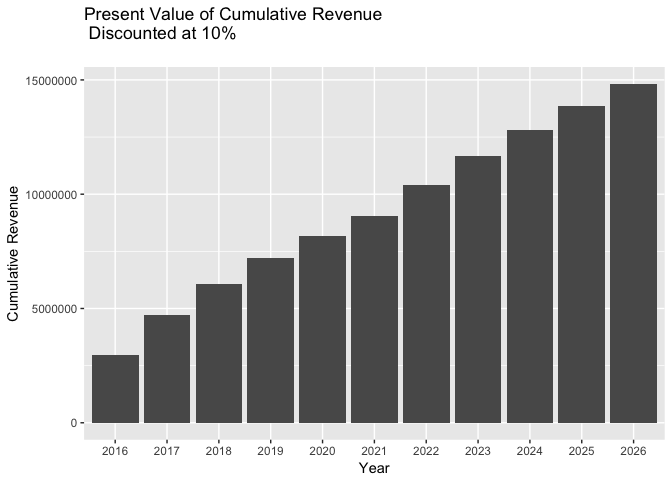 Present Value of Cumulative Revenue
Discounted at 10%
15000000
10000000
5000000
0
Cumulative Revenue
2016 2017 2018 2019 2020 2021 2022 2023 2024 2025 2026
Year